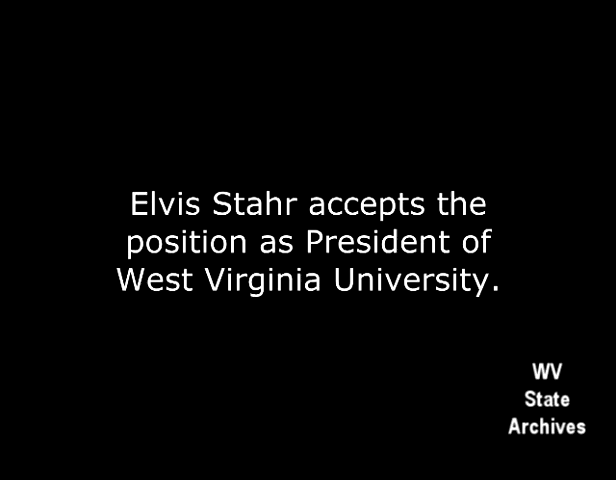 Elvis Stahr accepts the
position as President of
West Virginia University.
WV
State
Archives